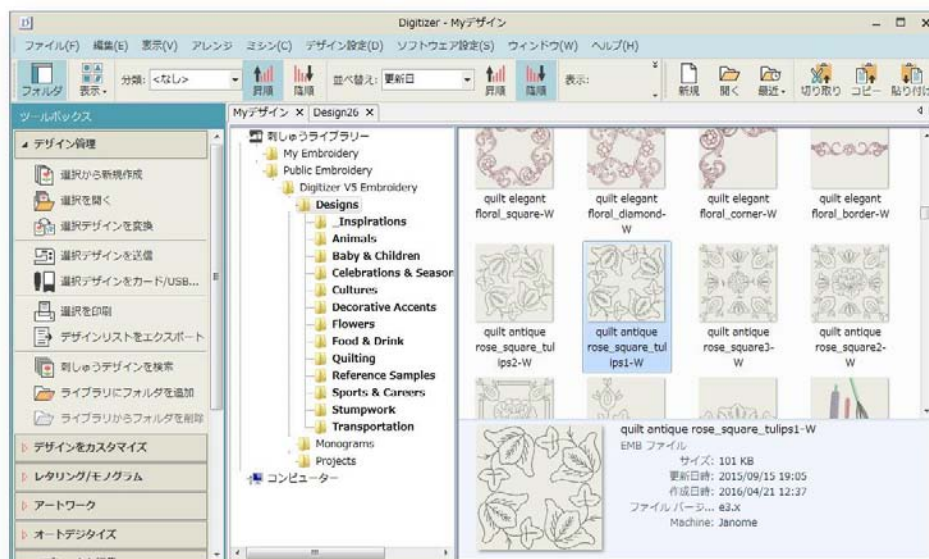 Digitizer - Myデザイン
ファイル(F) 編集(E) 表示(V) アレンジ ミシン(C) デザイン設定(D) ソフトウェア設定(S) ウィンドウ(W) ヘルプ(H)
フォルダ 表示 分類: <なし> 昇順 降順 並べ替え: 更新日 昇順 降順 表示: 新規 開く 最近 切り取り コピー 貼り付け
ツールボックス
デザイン管理
選択から新規作成
選択を開く
選択デザインを変換
選択デザインを送信
選択デザインをカード/USB...
選択を印刷
デザインリストをエクスポート
刺しゅうデザインを検索
ライブラリにフォルダを追加
ライブラリからフォルダを削除
デザインをカスタマイズ
レタリング/モノグラム
アートワーク
オートデジタイズ
Myデザイン Design26
刺しゅうライブラリー
My Embroidery
Public Embroidery
Digitizer V5 Embroidery
Designs
_Inspirations
Animals
Baby & Children
Celebrations & Season
Cultures
Decorative Accents
Flowers
Food & Drink
Quilting
Reference Samples
Sports & Careers
Stumpwork
Transportation
Monograms
Projects
コンピューター
quilt elegant
floral_square-W
quilt elegant
floral_diamond-
W
quilt elegant
floral_corner-W
quilt elegant
floral_border-W
quilt antique
rose_square_tul
ips2-W
quilt antique
rose_square_tul
ips1-W
quilt antique
rose_square3-
W
quilt antique
rose_square2-
W
quilt antique rose_square_tulips1-W
EMB ファイル
サイズ: 101 KB
更新日時: 2015/09/15 19:05
作成日時: 2016/04/21 12:37
ファイル バージ... e3.x
Machine: Janome